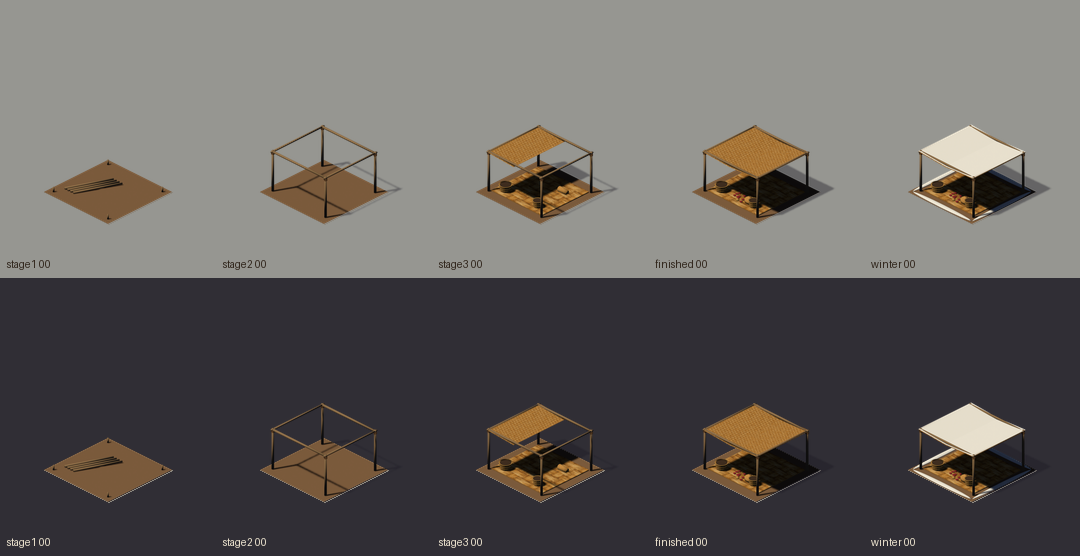 stage1 00
stage2 00
stage3 00
finished 00
winter 00
stage1 00
stage2 00
stage3 00
finished 00
winter 00